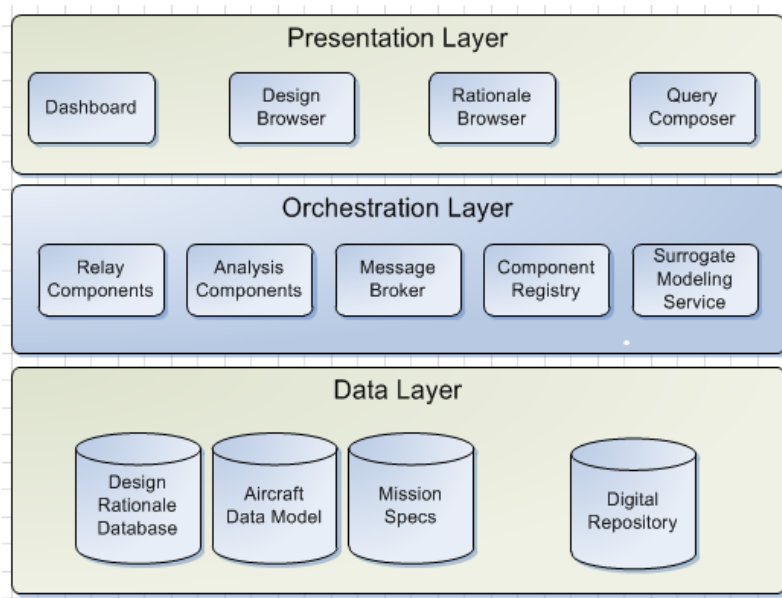 Presentation Layer
Dashboard
Design
Browser
Rationale
Browser
Query
Composer
Orchestration Layer
Relay
Components
Analysis
Components
Message
Broker
Component
Registry
Surrogate
Modeling
Service
Data Layer
Design
Rationale
Database
Aircraft
Data Model
Mission
Specs
Digital
Repository